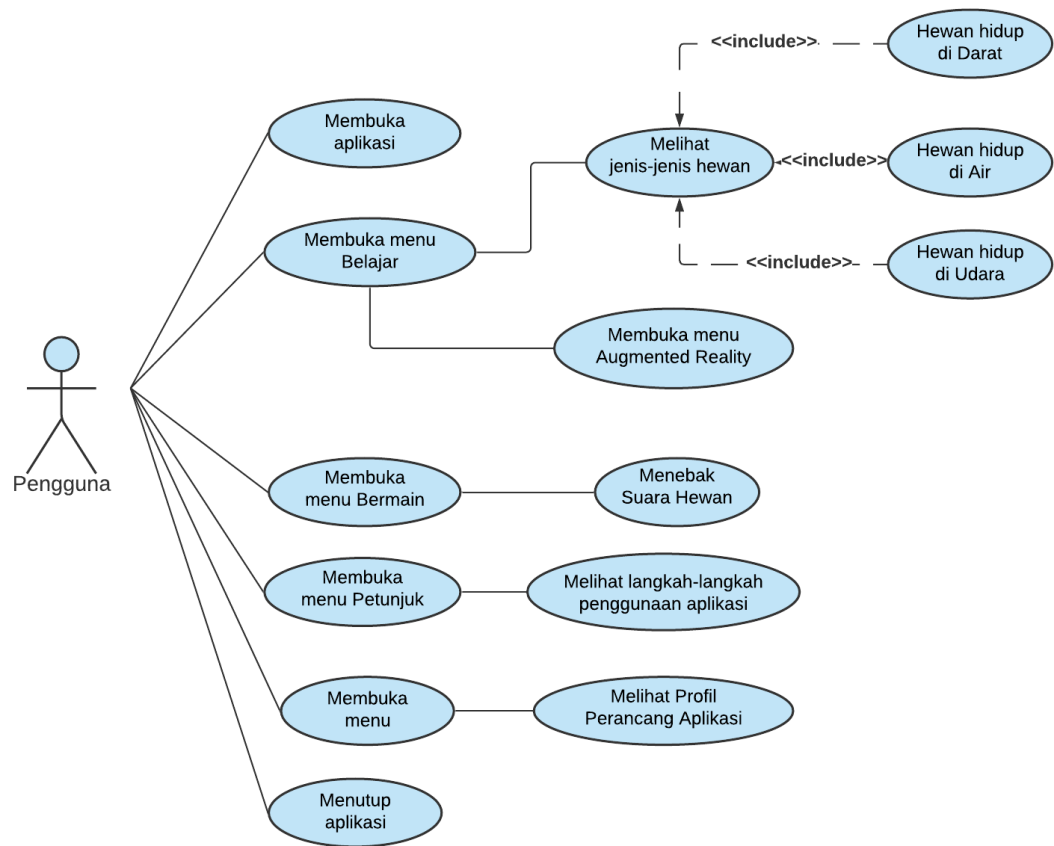 <<include>>
Hewan hidup
di Darat
Membuka
aplikasi
Melihat
jenis-jenis hewan
<<include>>
Hewan hidup
di Air
Membuka menu
Belajar
<<include>>
Hewan hidup
di Udara
Membuka menu
Augmented Reality
Pengguna
Membuka
menu Bermain
Menebak
Suara Hewan
Membuka
menu Petunjuk
Melihat langkah-langkah
penggunaan aplikasi
Membuka
menu
Melihat Profil
Perancang Aplikasi
Menutup
aplikasi